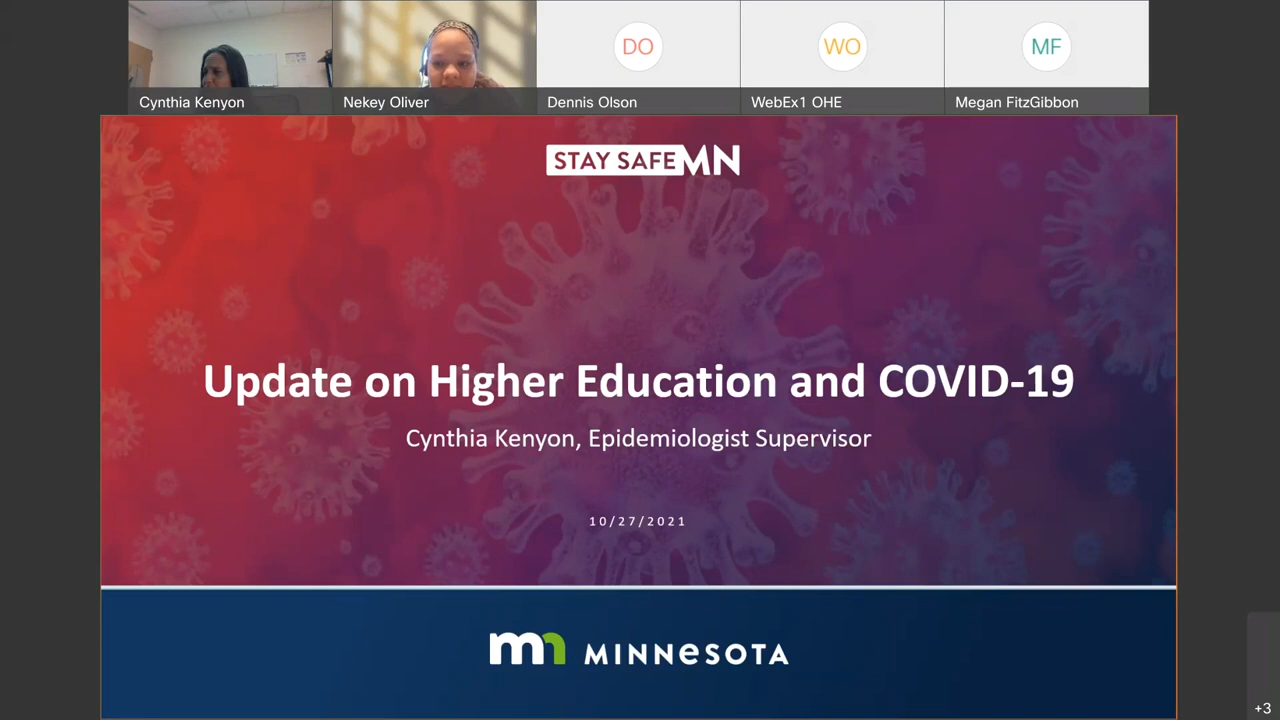 Cynthia Kenyon
Nekey Oliver
DO
Dennis Olson
WO
WebEx1 OHE
MF
Megan FitzGibbon
STAY SAFE MN
Update on Higher Education and COVID-19
Cynthia Kenyon, Epidemiologist Supervisor
10/27/2021
mn MINNESOTA
+3